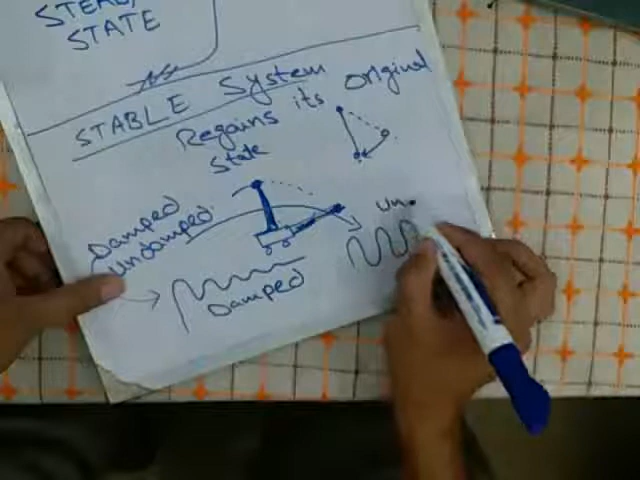 STEADY
STATE
STABLE System
Regains its original
State
Damped
Undamped
Damped
un